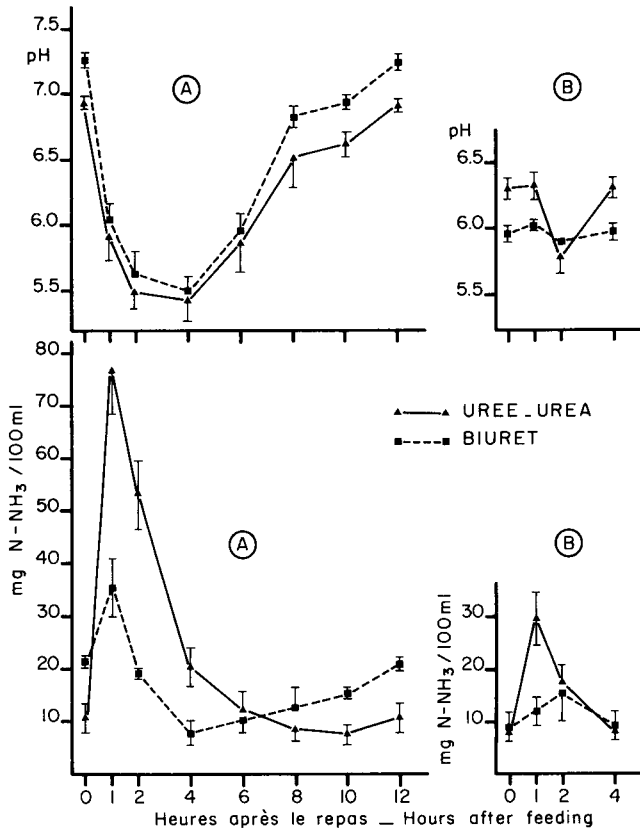 7.5
pH
7.0
6.5
6.0
5.5
A
B
pH
6.5
6.0
5.5
80
70
60
50
40
30
20
10
mg N-NH₃/100ml
UREE_UREA
BIURET
A
B
mg N-NH₃/100ml
30
20
10
0 1 2 4 6 8 10 12
0 1 2 4
Heures après le repas _ Hours after feeding